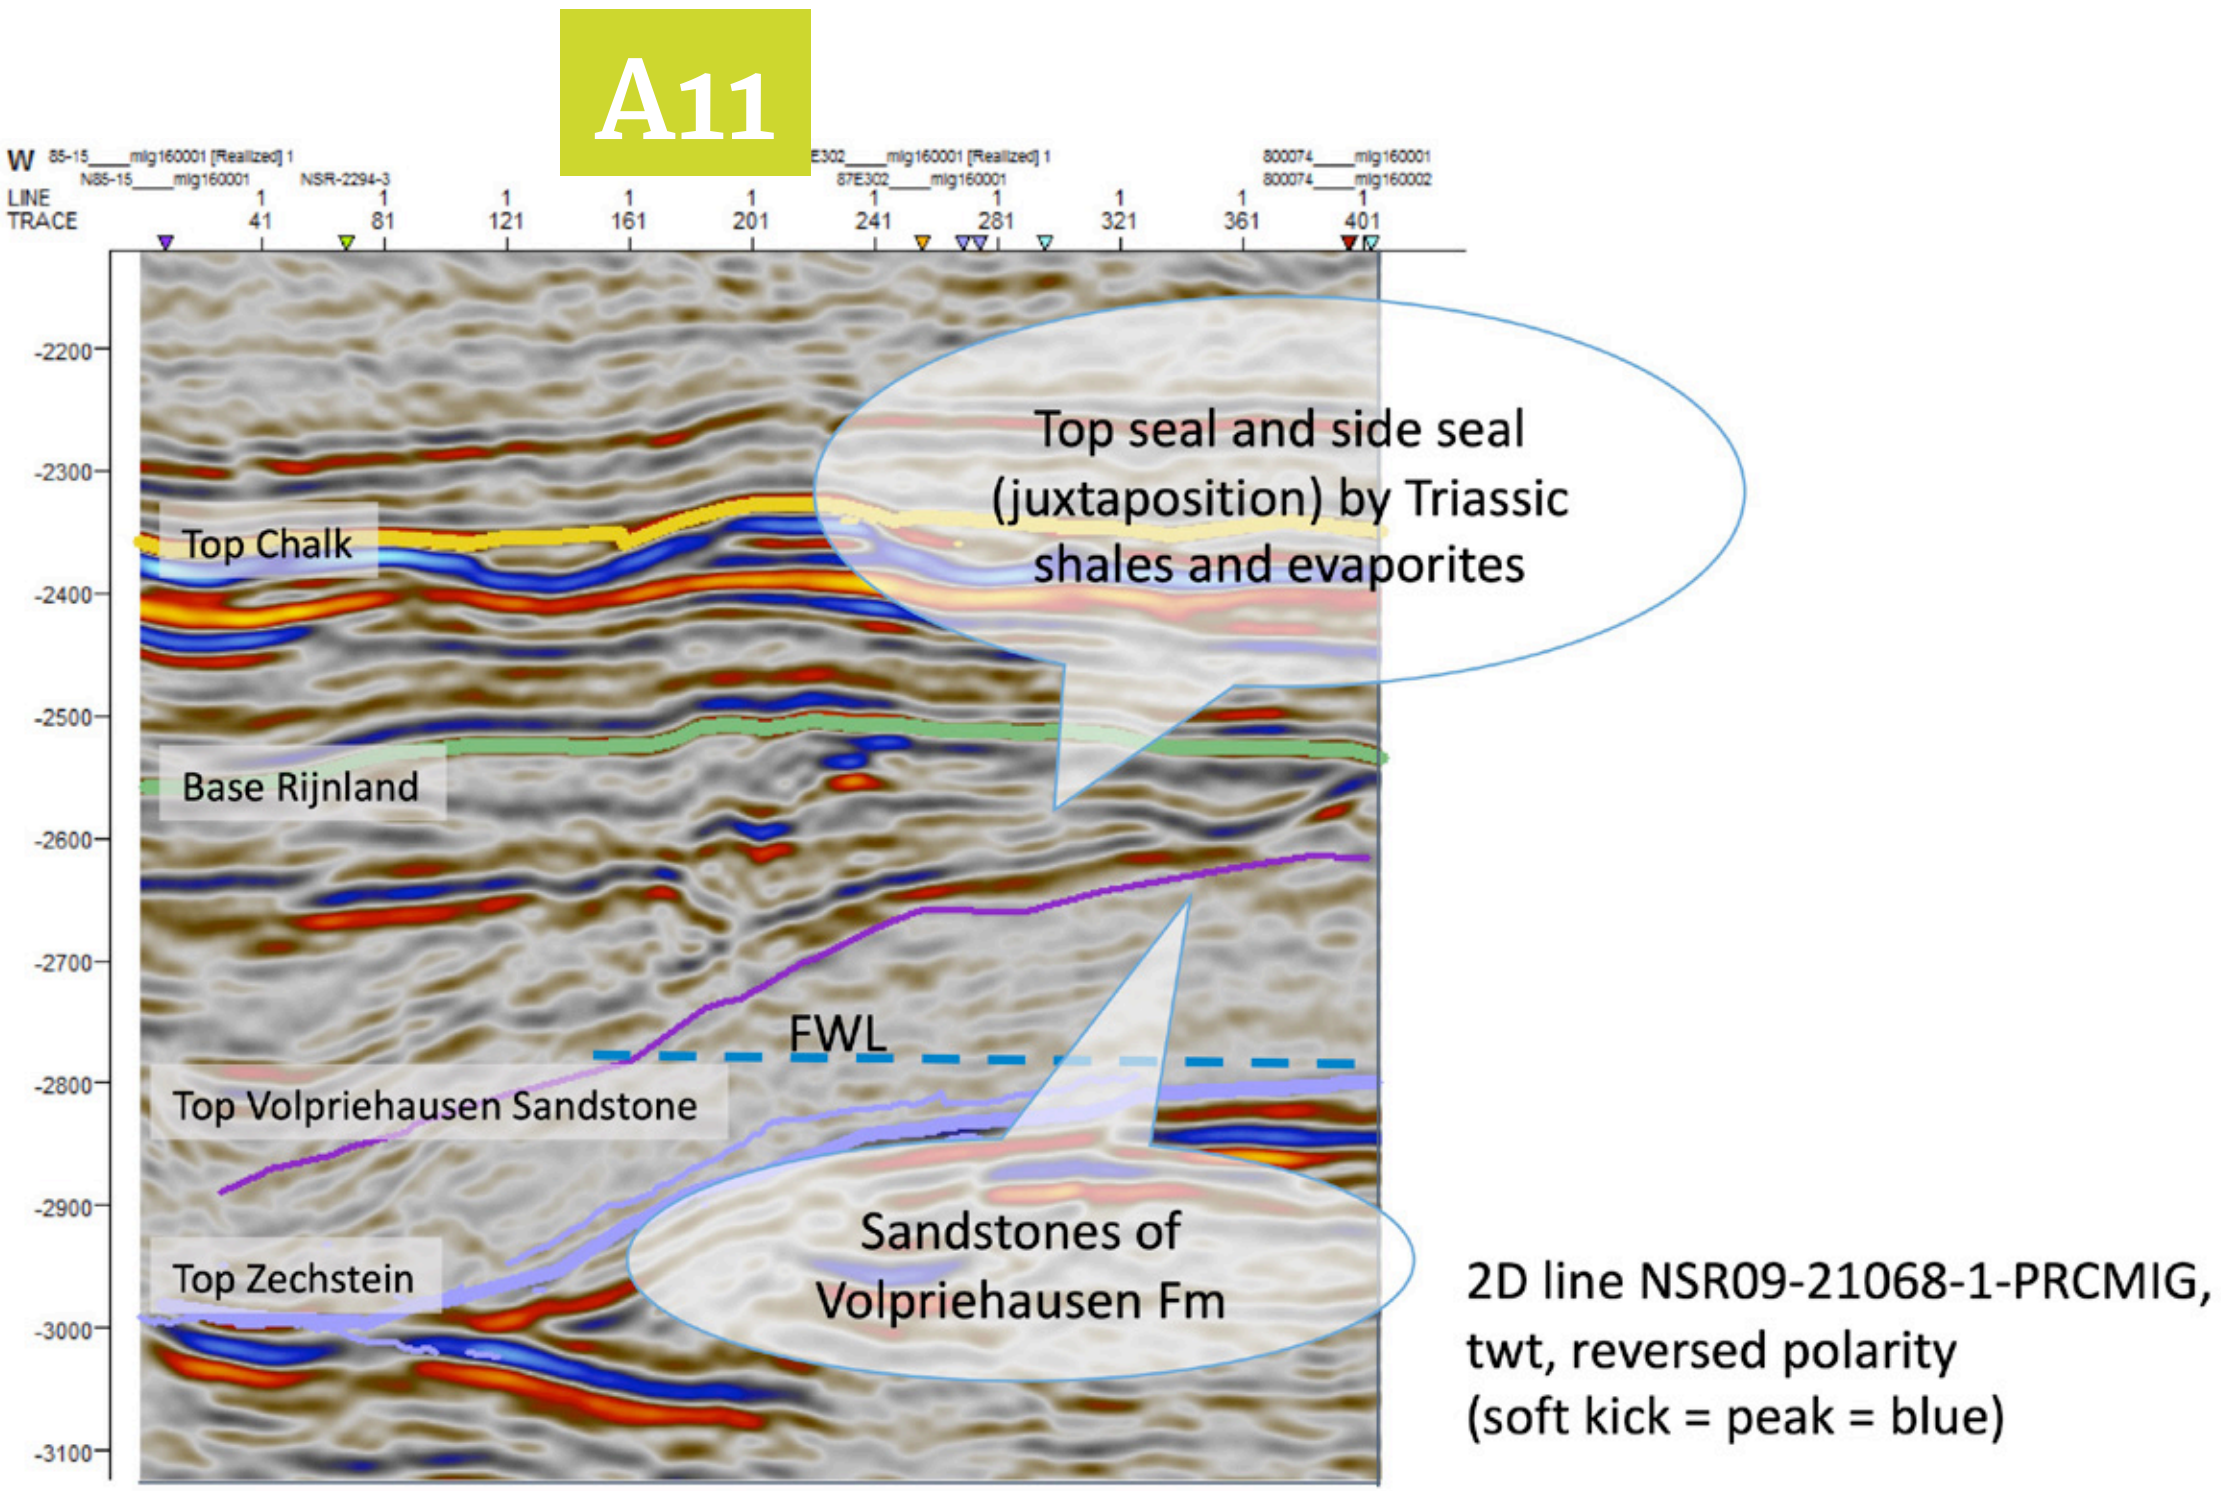 A11
W 85-15____mig160001 [Realized] 1 E302____mig160001 [Realized] 1 800074____mig160001
N85-15____mig160001 NSR-2294-3 87E302____mig160001 800074____mig160002
LINE 1 1 1 1 1 1 1 1 1 1
TRACE 41 81 121 161 201 241 281 321 361 401
-2200
-2300
-2400
-2500
-2600
-2700
-2800
-2900
-3000
-3100
Top seal and side seal
(juxtaposition) by Triassic
shales and evaporites
Top Chalk
Base Rijnland
FWL
Top Volpriehausen Sandstone
Top Zechstein
Sandstones of
Volpriehausen Fm
2D line NSR09-21068-1-PRCMIG,
twt, reversed polarity
(soft kick = peak = blue)